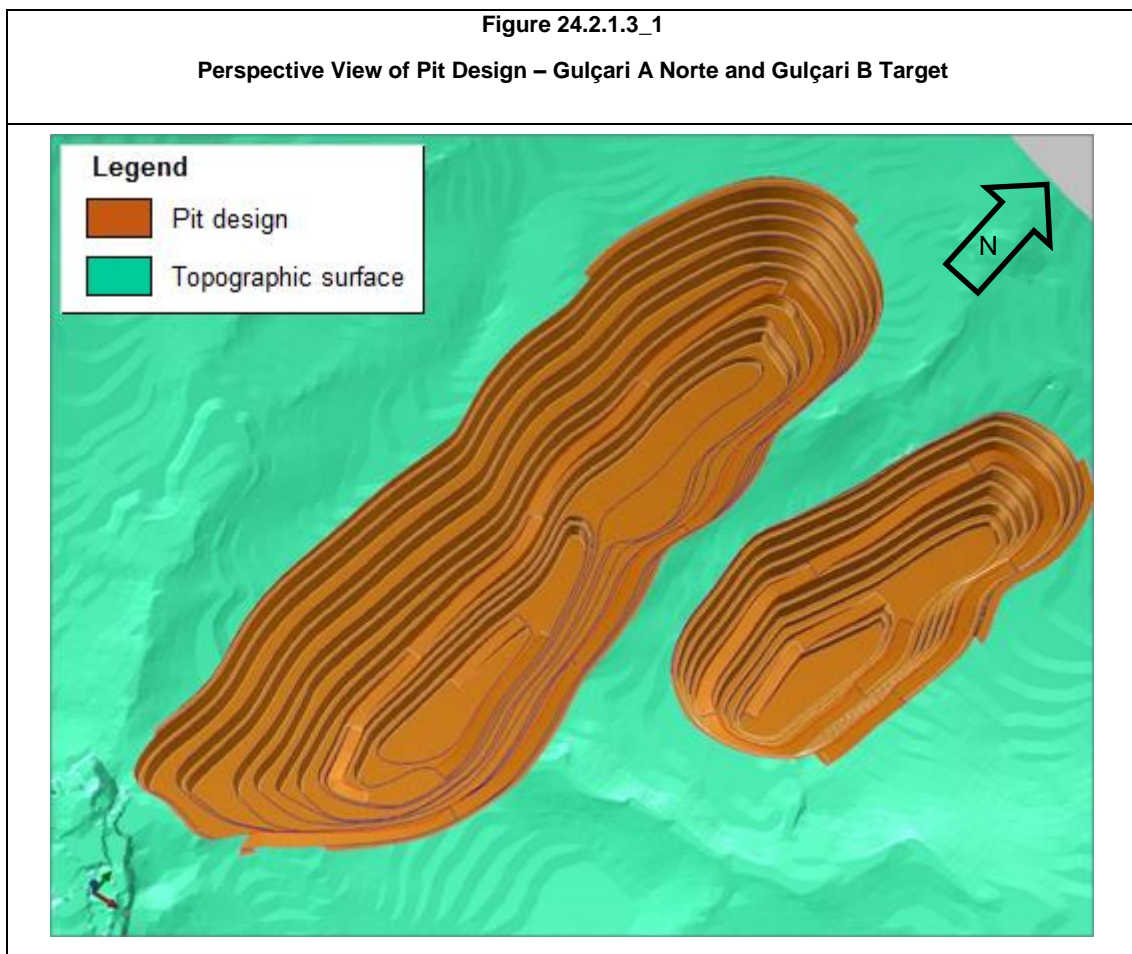 Figure 24.2.1.3_1
Perspective View of Pit Design – Gulçari A Norte and Gulçari B Target
Legend
Pit design
Topographic surface
N